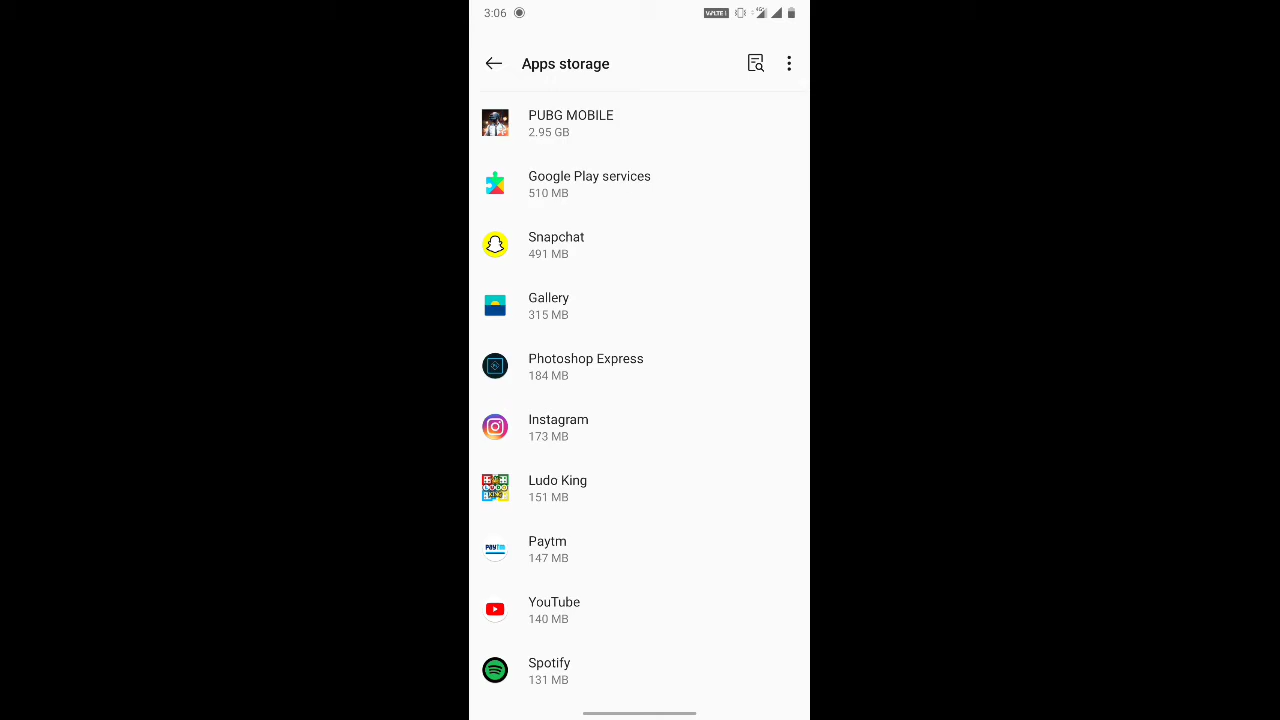 3:06
VoLTE
4G
Apps storage
PUBG MOBILE
2.95 GB
Google Play services
510 MB
Snapchat
491 MB
Gallery
315 MB
Photoshop Express
184 MB
Instagram
173 MB
Ludo King
151 MB
Paytm
147 MB
YouTube
140 MB
Spotify
131 MB